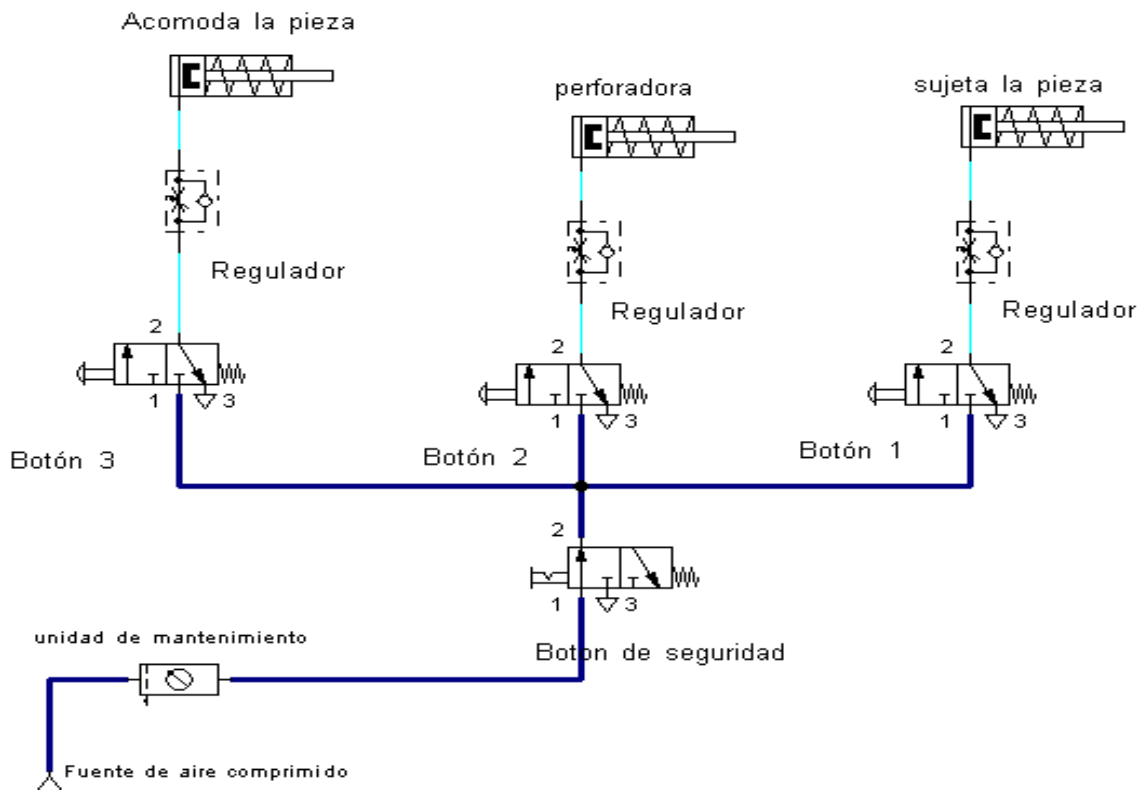 Acomoda la pieza
perforadora
sujeta la pieza
Regulador
Regulador
Regulador
2
2
2
1
3
1
3
1
3
Botón 3
Botón 2
Botón 1
2
1
3
Botón de seguridad
unidad de mantenimiento
Fuente de aire comprimido